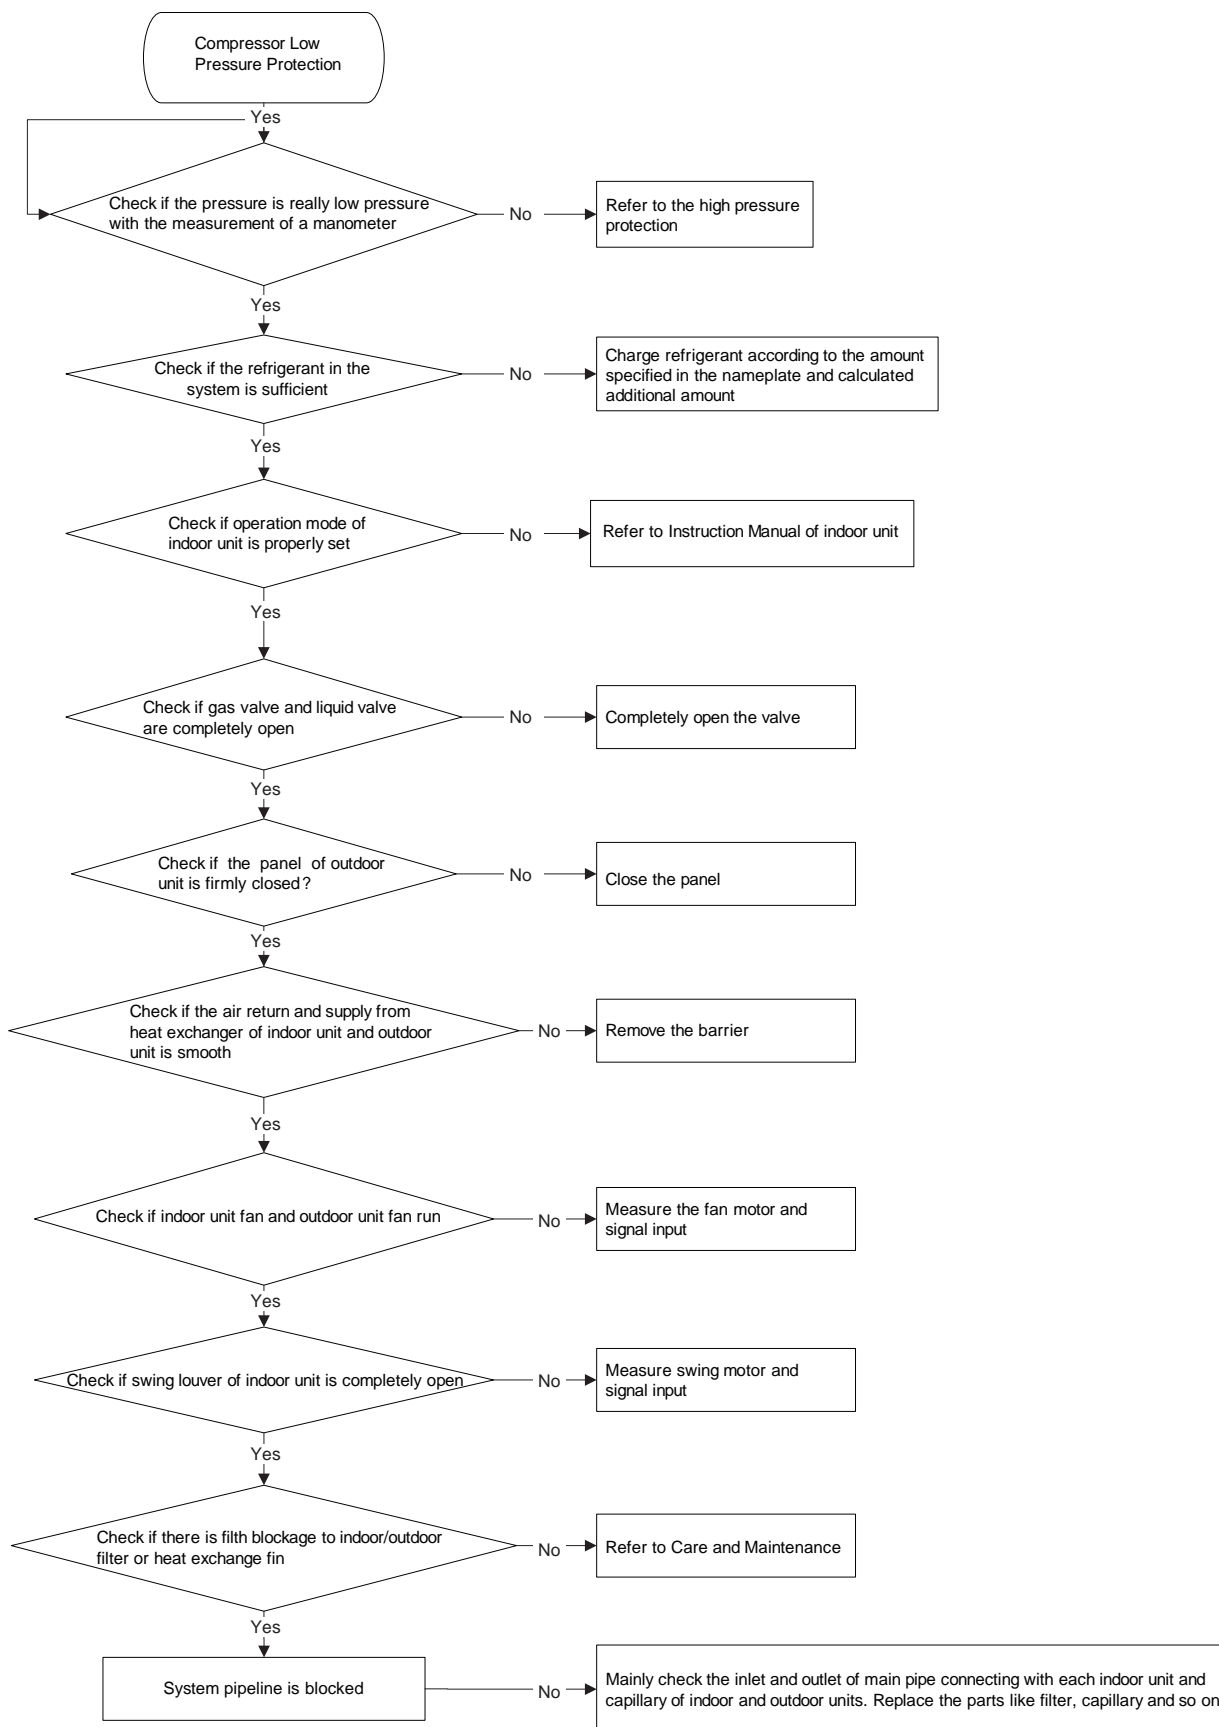 Compressor Low
Pressure Protection
Yes
Check if the pressure is really low pressure
with the measurement of a manometer
No
Refer to the high pressure
protection
Yes
Check if the refrigerant in the
system is sufficient
No
Charge refrigerant according to the amount
specified in the nameplate and calculated
additional amount
Yes
Check if operation mode of
indoor unit is properly set
No
Refer to Instruction Manual of indoor unit
Yes
Check if gas valve and liquid valve
are completely open
No
Completely open the valve
Yes
Check if the panel of outdoor
unit is firmly closed?
No
Close the panel
Yes
Check if the air return and supply from
heat exchanger of indoor unit and outdoor
unit is smooth
No
Remove the barrier
Yes
Check if indoor unit fan and outdoor unit fan run
No
Measure the fan motor and
signal input
Yes
Check if swing louver of indoor unit is completely open
No
Measure swing motor and
signal input
Yes
Check if there is filth blockage to indoor/outdoor
filter or heat exchange fin
No
Refer to Care and Maintenance
Yes
System pipeline is blocked
No
Mainly check the inlet and outlet of main pipe connecting with each indoor unit and
capillary of indoor and outdoor units. Replace the parts like filter, capillary and so on